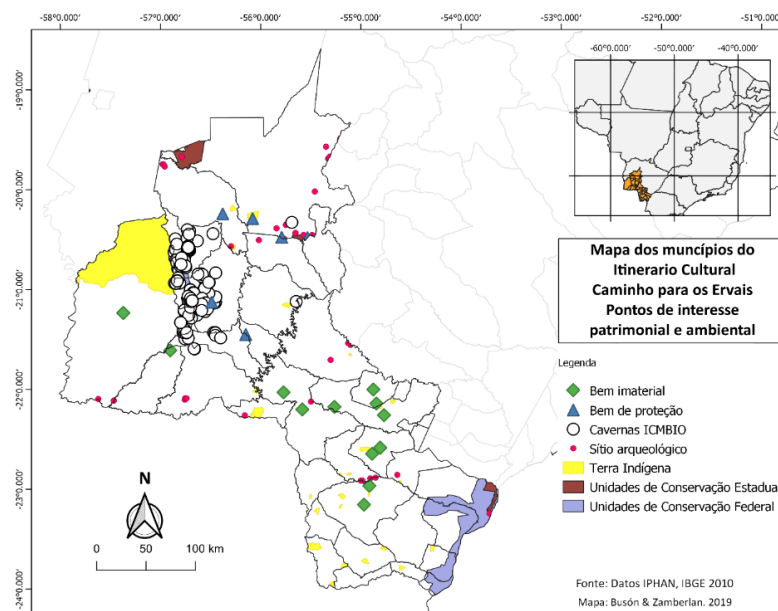 -58°0.000' -57°0.000' -56°0.000' -55°0.000' -54°0.000' -53°0.000' -52°0.000' -51°0.00
-60°0.000' -50°0.000' -40°0.000'
-19°0.000'
-20°0.000'
-21°0.000'
-22°0.000'
-23°0.000'
-24°0.000'
Mapa dos muncípios do
Itinerario Cultural
Caminho para os Ervais
Pontos de interesse
patrimonial e ambiental
Legenda
Bem imaterial
Bem de proteção
Cavernas ICMBIO
Sítio arqueológico
Terra Indígena
Unidades de Conservação Estadua
Unidades de Conservação Federal
N
0 50 100 km
Fonte: Datos IPHAN, IBGE 2010
Mapa: Busón & Zamberlan. 2019